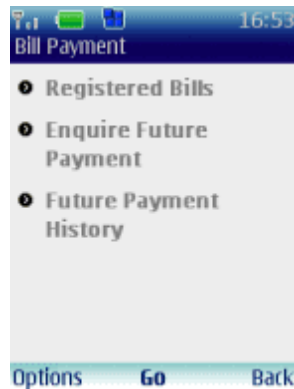 16:53
Bill Payment
Registered Bills
Enquire Future
Payment
Future Payment
History
Options Go Back